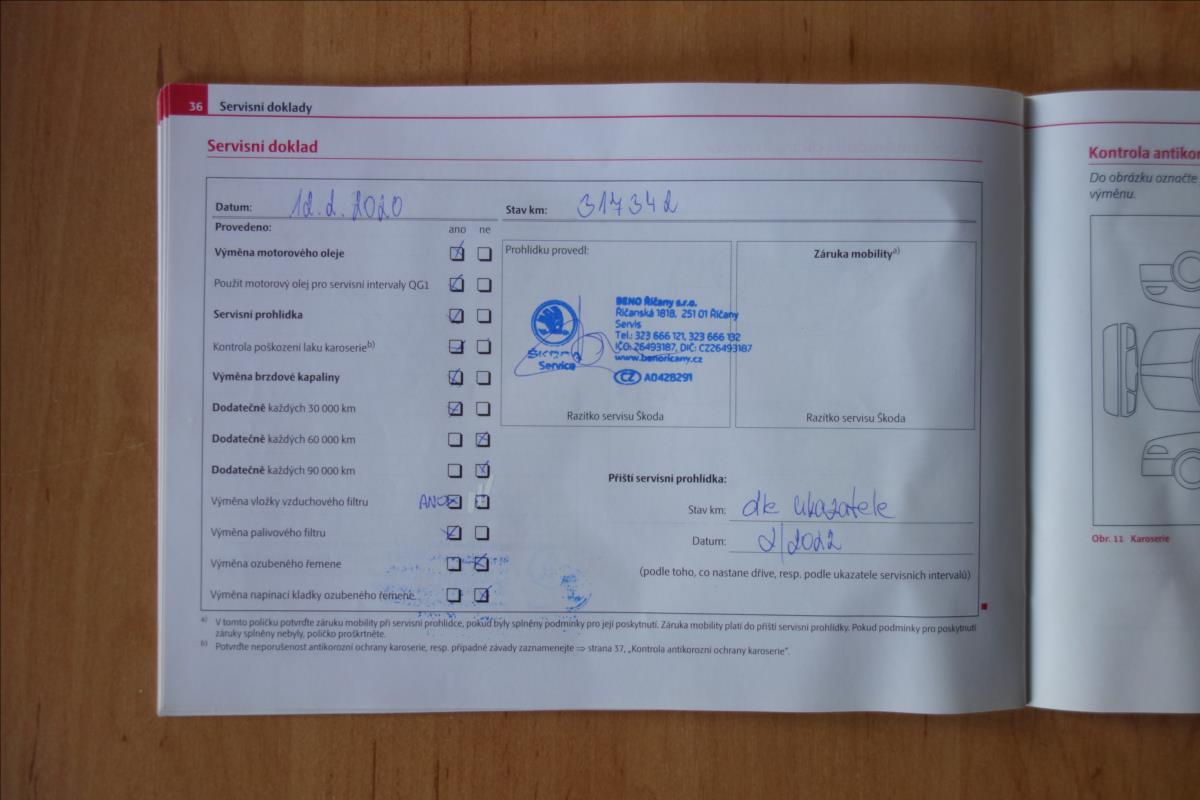 36 Servisní doklady
Servisní doklad
Datum: 12.2.2020 Stav km: 317342
Provedeno: ano ne
Výměna motorového oleje
Použit motorový olej pro servisní intervaly QG1
Servisní prohlídka
Kontrola poškození laku karoserie b)
Výměna brzdové kapaliny
Dodatečně každých 30 000 km
Dodatečně každých 60 000 km
Dodatečně každých 90 000 km
Výměna vložky vzduchového filtru ANO
Výměna palivového filtru
Výměna ozubeného řemene
Výměna napínací kladky ozubeného řemene
Prohlídku provedl:
BENO Říčany s.r.o.
Říčanská 1818, 251 01 Říčany
Servis
Tel.: 323 666 121, 323 666 132
IČO: 26493187, DIČ: CZ26493187
www.benoricany.cz
CZ A0428291
Service
Razítko servisu Škoda
Záruka mobility a)
Razítko servisu Škoda
Příští servisní prohlídka:
Stav km: dle ukazatele
Datum: 2/2022
(podle toho, co nastane dříve, resp. podle ukazatele servisních intervalů)
a) V tomto políčku potvrďte záruku mobility při servisní prohlídce, pokud byly splněny podmínky pro její poskytnutí. Záruka mobility platí do příští servisní prohlídky. Pokud podmínky pro poskytnutí
záruky splněny nebyly, políčko proškrtněte.
b) Potvrďte neporušenost antikorozní ochrany karoserie, resp. případné závady zaznamenejte ⇒ strana 37, „Kontrola antikorozní ochrany karoserie“.
Kontrola antikor
Do obrázku označte
výměnu.
Obr. 11 Karoserie